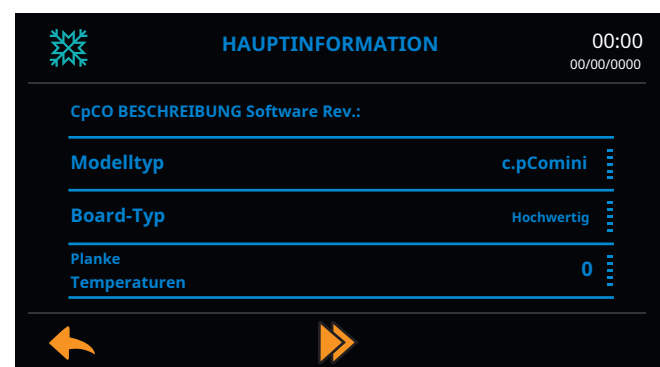 HAUPTINFORMATION
00:00
00/00/0000
CpCO BESCHREIBUNG Software Rev.:
Modelltyp c.pComini
Board-Typ Hochwertig
Planke
Temperaturen 0